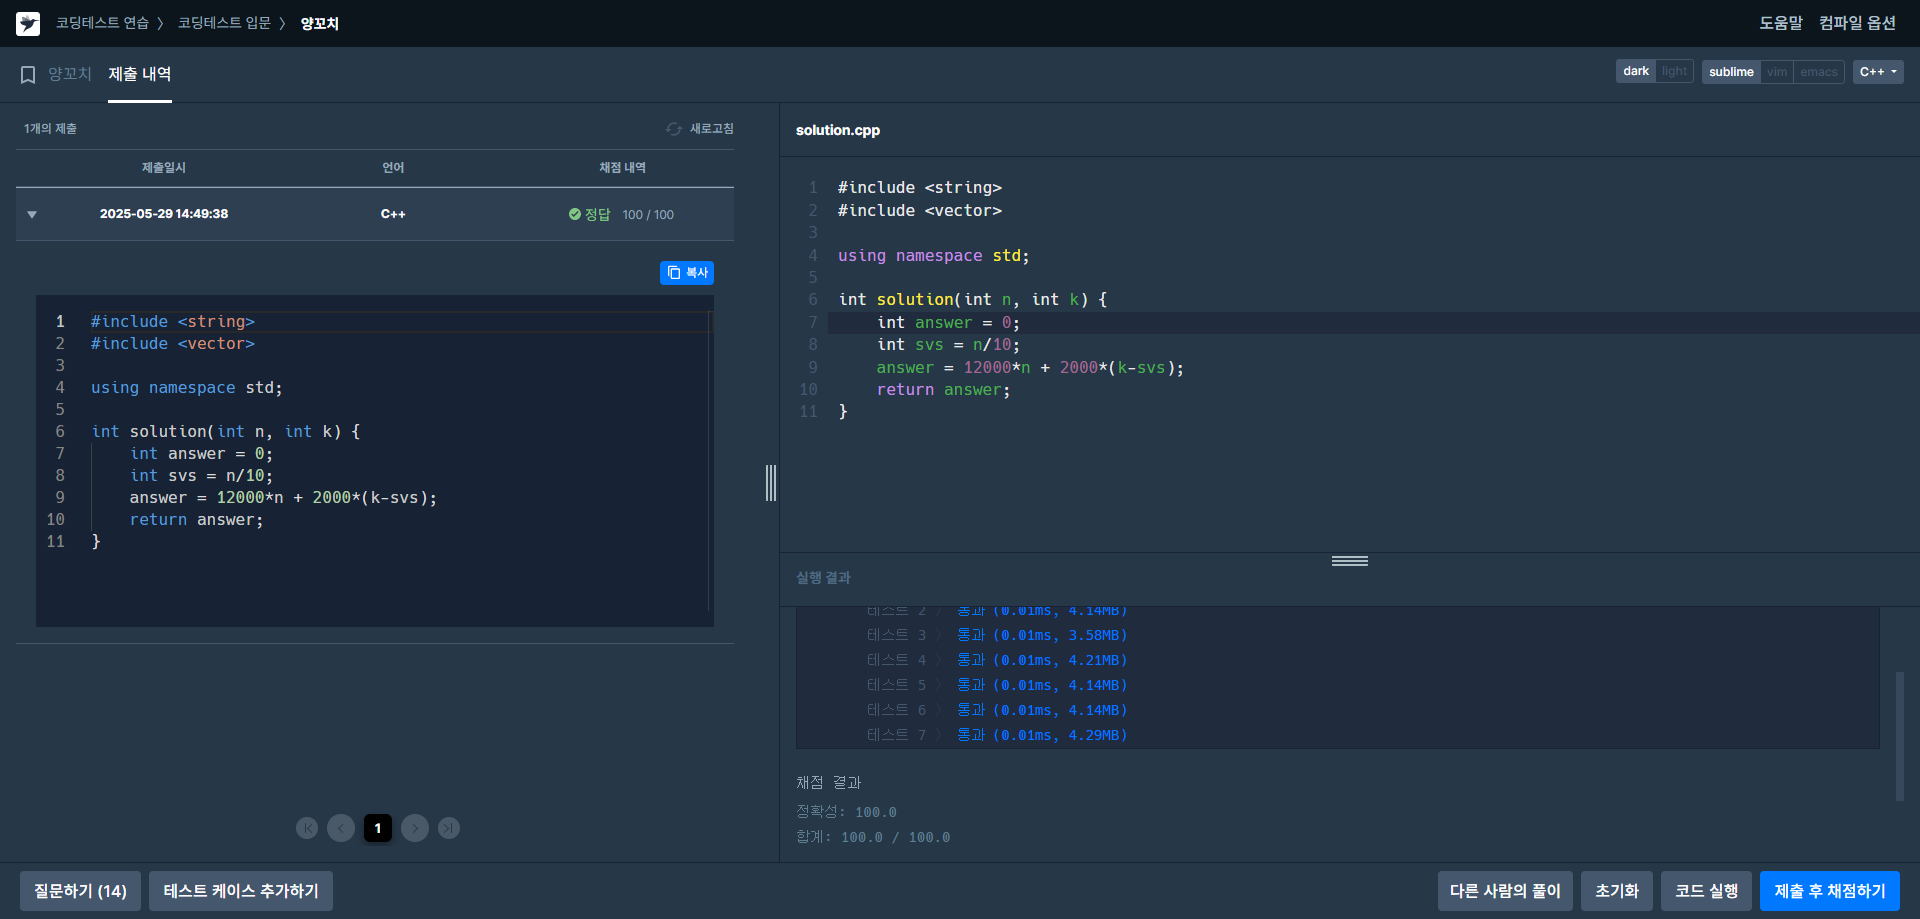 코딩테스트 연습 〉 코딩테스트 입문 〉 양꼬치
도움말 컴파일 옵션
양꼬치 제출 내역
dark light sublime vim emacs C++
1개의 제출 새로고침
제출일시 언어 채점 내역
2025-05-29 14:49:38 C++ 정답 100 / 100
복사
1 #include <string>
2 #include <vector>
3
4 using namespace std;
5
6 int solution(int n, int k) {
7     int answer = 0;
8     int svs = n/10;
9     answer = 12000*n + 2000*(k-svs);
10     return answer;
11 }
1
solution.cpp
1 #include <string>
2 #include <vector>
3
4 using namespace std;
5
6 int solution(int n, int k) {
7     int answer = 0;
8     int svs = n/10;
9     answer = 12000*n + 2000*(k-svs);
10     return answer;
11 }
실행 결과
테스트 2 〉 통과 (0.01ms, 4.14MB)
테스트 3 〉 통과 (0.01ms, 3.58MB)
테스트 4 〉 통과 (0.01ms, 4.21MB)
테스트 5 〉 통과 (0.01ms, 4.14MB)
테스트 6 〉 통과 (0.01ms, 4.14MB)
테스트 7 〉 통과 (0.01ms, 4.29MB)
채점 결과
정확성: 100.0
합계: 100.0 / 100.0
질문하기 (14) 테스트 케이스 추가하기 다른 사람의 풀이 초기화 코드 실행 제출 후 채점하기